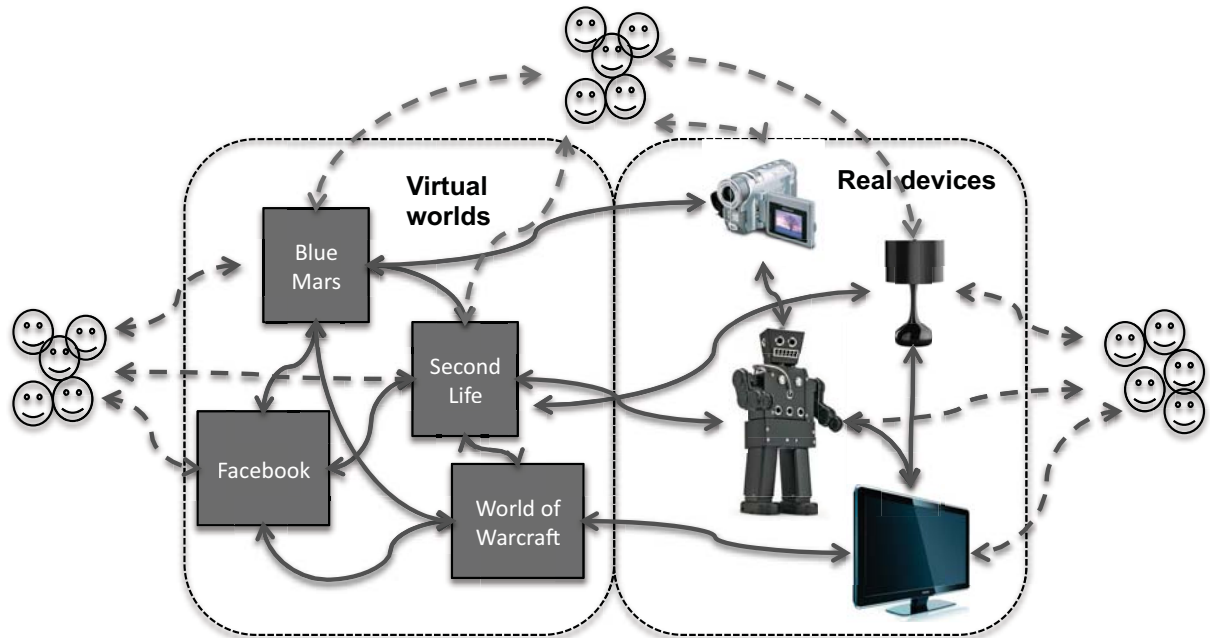 Virtual
worlds
Real devices
Blue
Mars
Second
Life
Facebook
World of
Warcraft